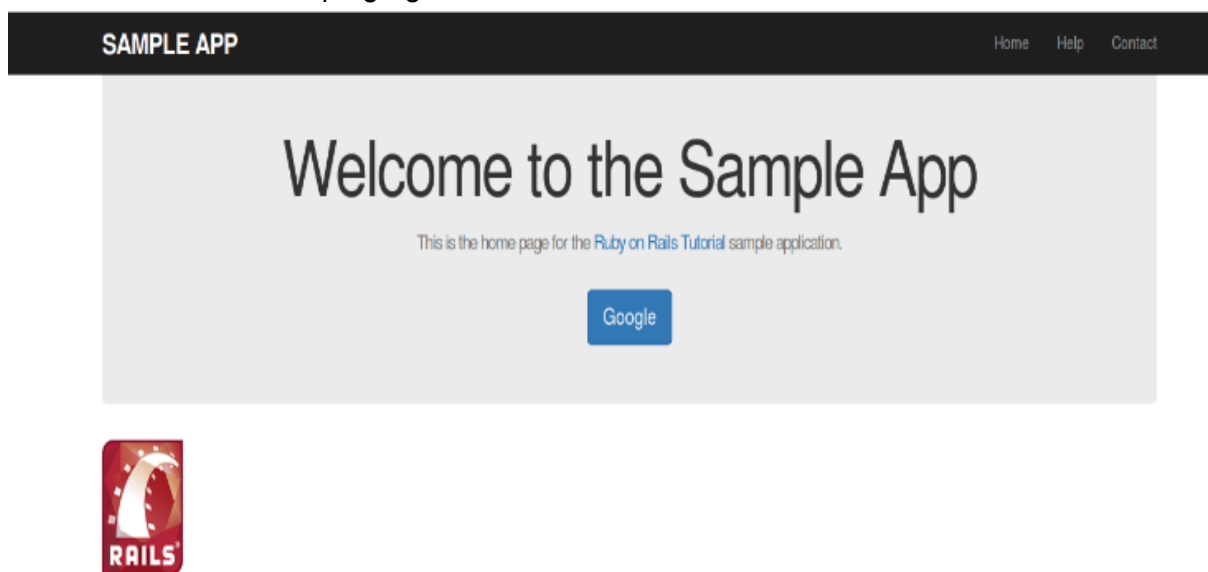 SAMPLE APP
Home Help Contact
Welcome to the Sample App
This is the home page for the Ruby on Rails Tutorial sample application.
Google
RAILS